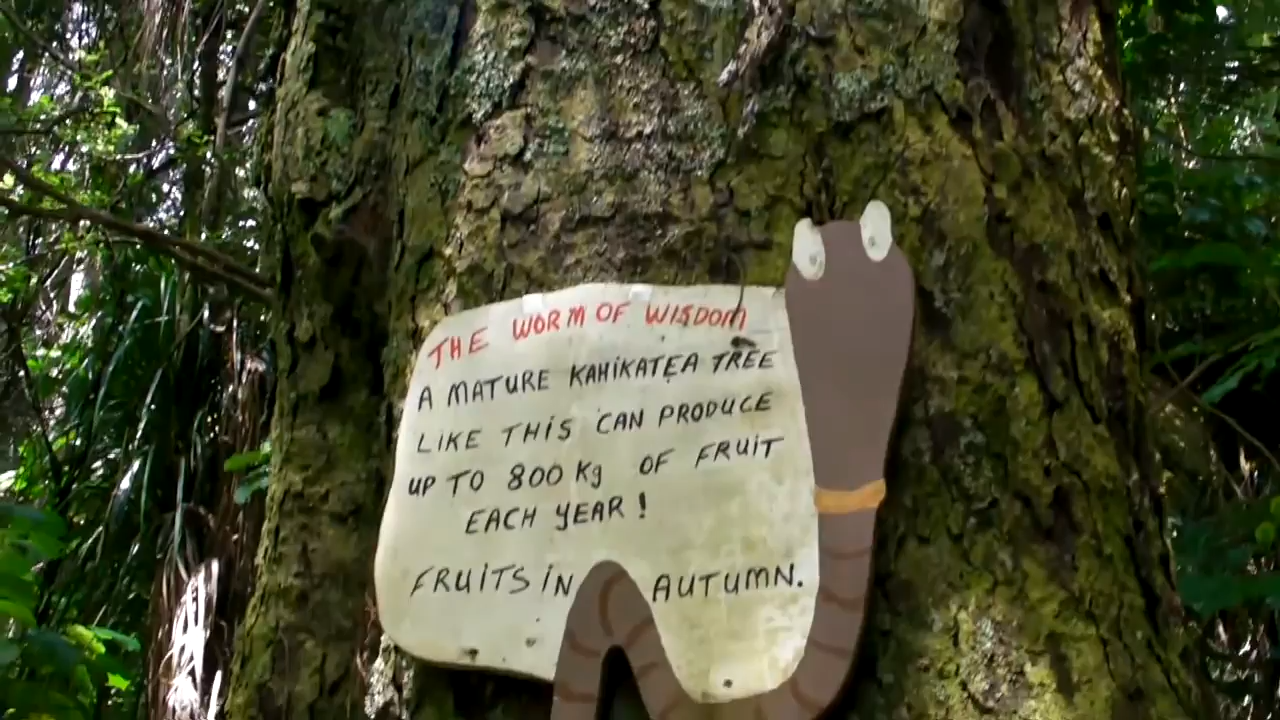 THE WORM OF WISDOM
A MATURE KAHIKATEA TREE
LIKE THIS CAN PRODUCE
UP TO 800 Kg OF FRUIT
EACH YEAR!
FRUITS IN AUTUMN.